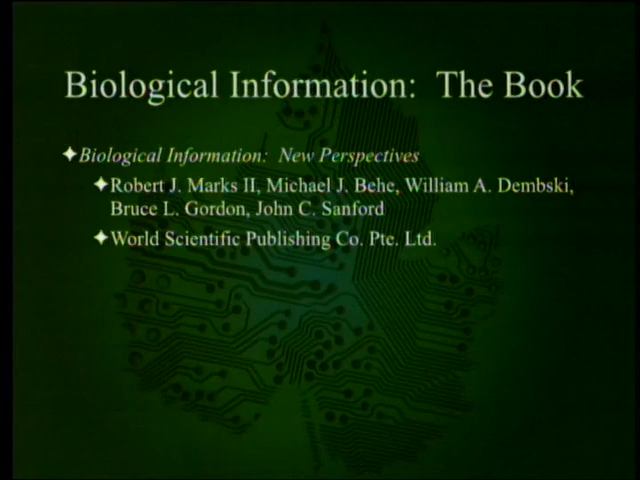 Biological Information: The Book
Biological Information: New Perspectives
Robert J. Marks II, Michael J. Behe, William A. Dembski,
Bruce L. Gordon, John C. Sanford
World Scientific Publishing Co. Pte. Ltd.